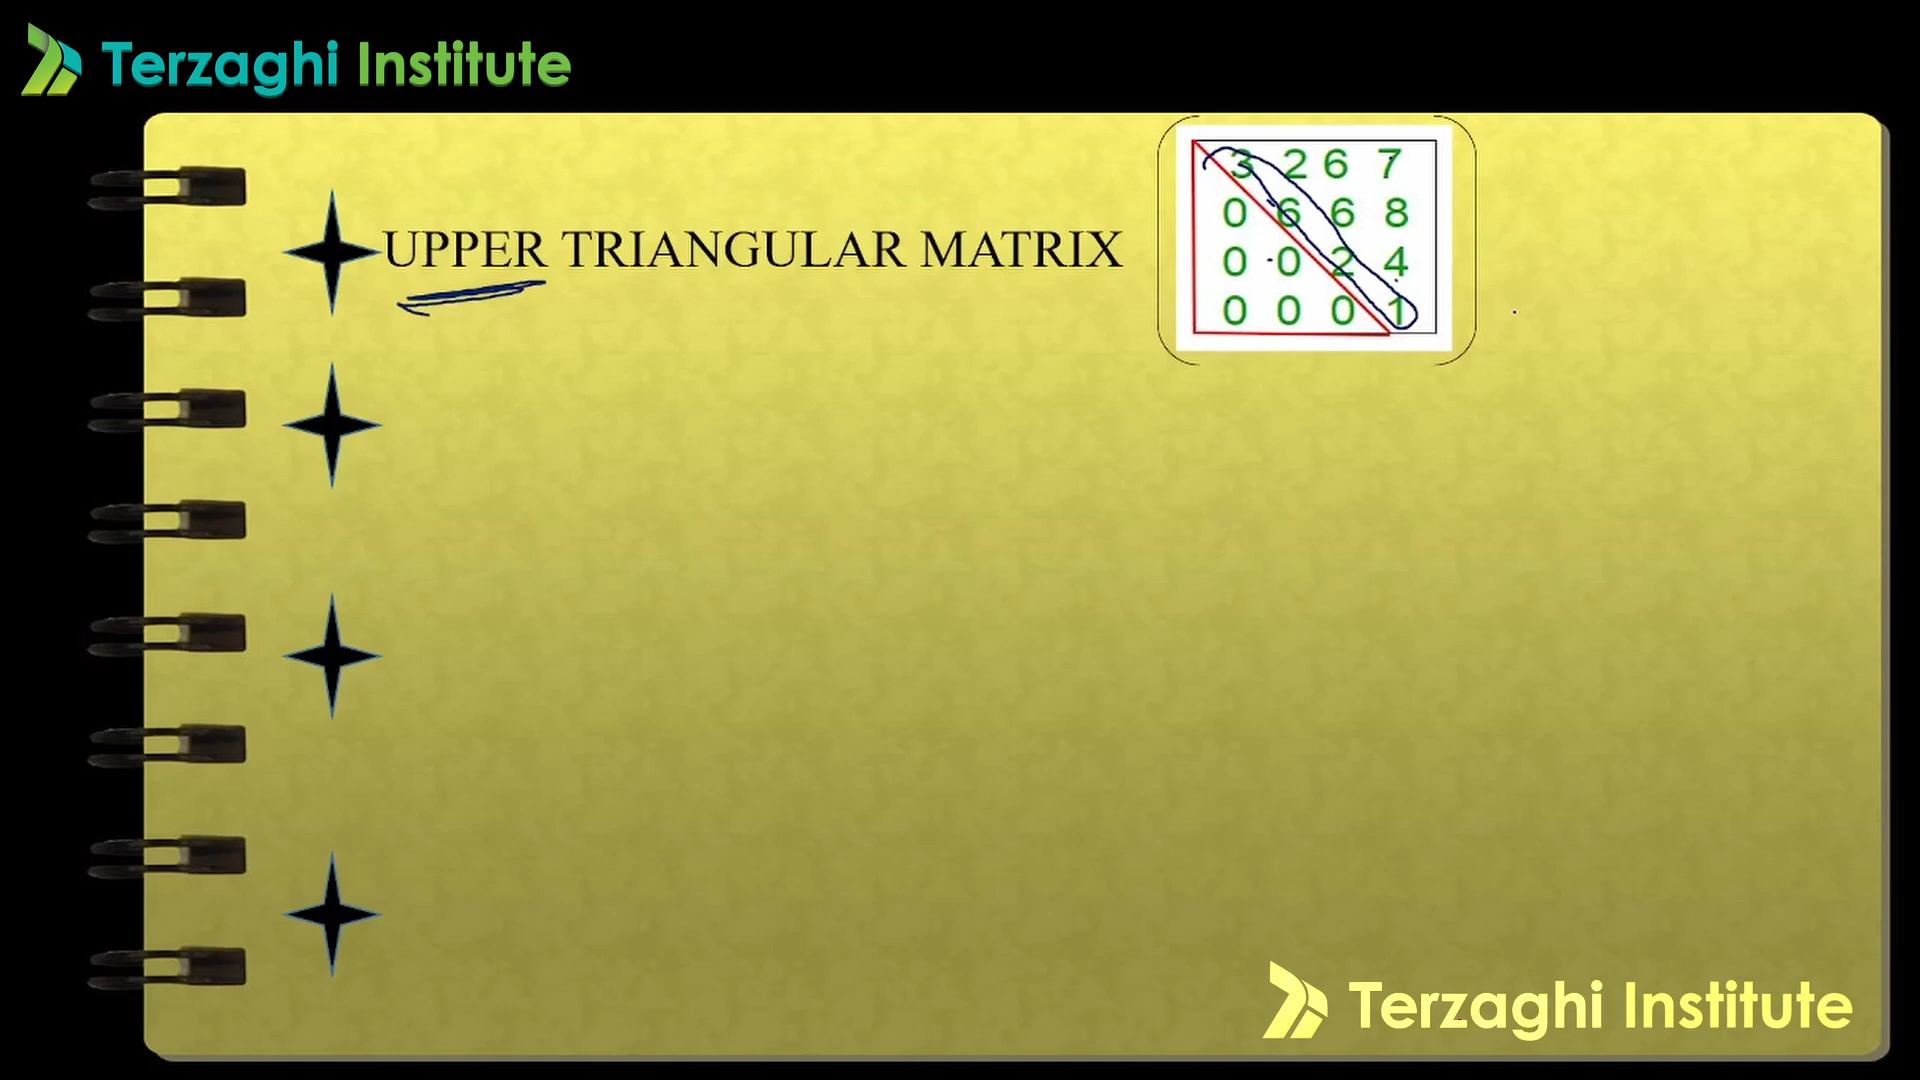 Terzaghi Institute
UPPER TRIANGULAR MATRIX
3 2 6 7
0 6 6 8
0 0 2 4
0 0 0 1
Terzaghi Institute